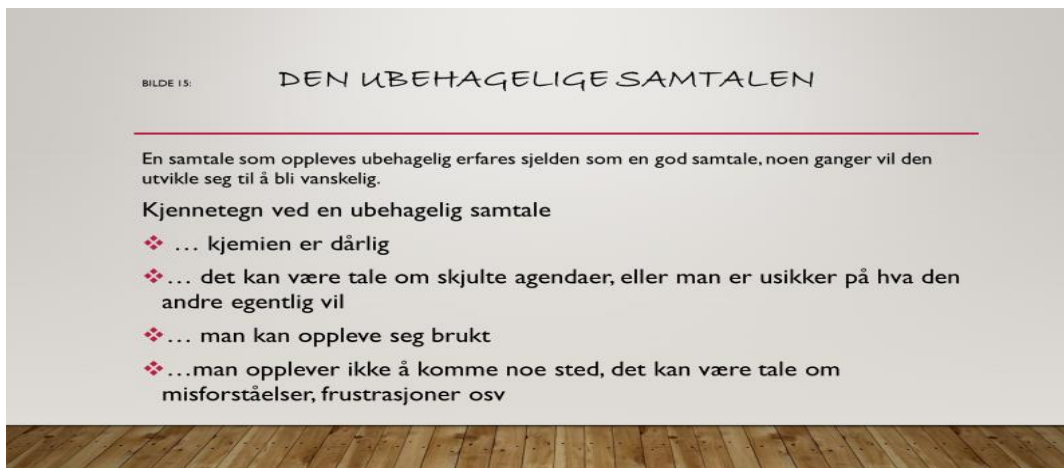 BILDE 15: DEN UBEHAGELIGE SAMTALEN
En samtale som oppleves ubehagelig erfares sjelden som en god samtale, noen ganger vil den
utvikle seg til å bli vanskelig.
Kjennetegn ved en ubehagelig samtale
❖ … kjemien er dårlig
❖… det kan være tale om skjulte agendaer, eller man er usikker på hva den
andre egentlig vil
❖… man kan oppleve seg brukt
❖…man opplever ikke å komme noe sted, det kan være tale om
misforståelser, frustrasjoner osv